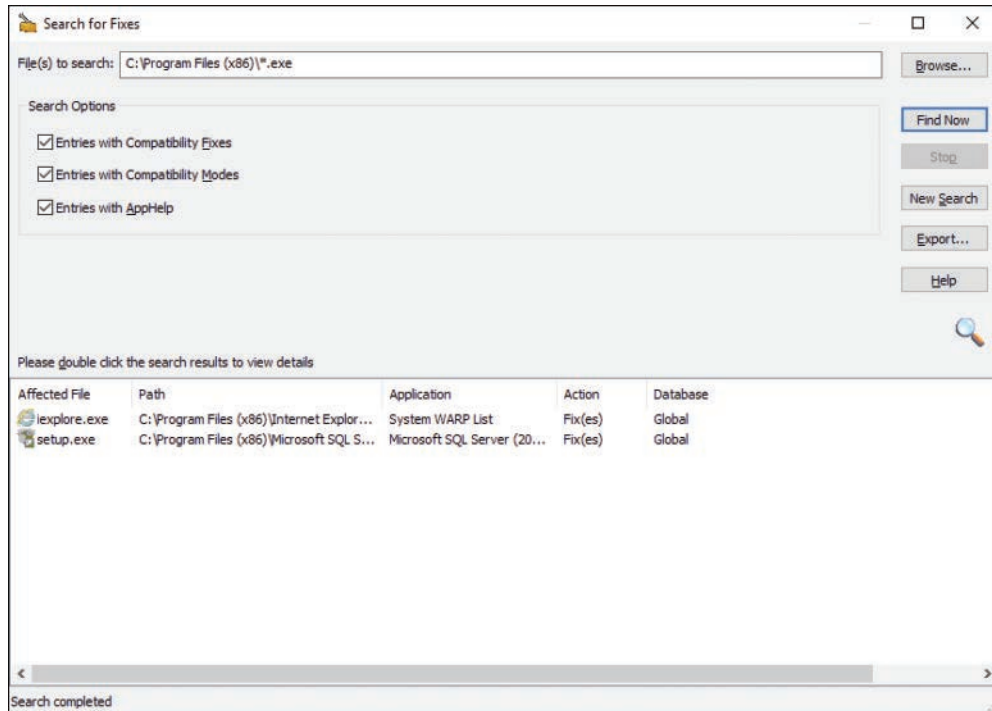 Search for Fixes
File(s) to search: C:\Program Files (x86)\*.exe Browse...
Search Options
Find Now
Entries with Compatibility Fixes
Stop
Entries with Compatibility Modes
New Search
Entries with AppHelp
Export...
Help
Please double click the search results to view details
Affected File Path Application Action Database
iexplore.exe C:\Program Files (x86)\Internet Explor... System WARP List Fix(es) Global
setup.exe C:\Program Files (x86)\Microsoft SQL S... Microsoft SQL Server (20... Fix(es) Global
Search completed